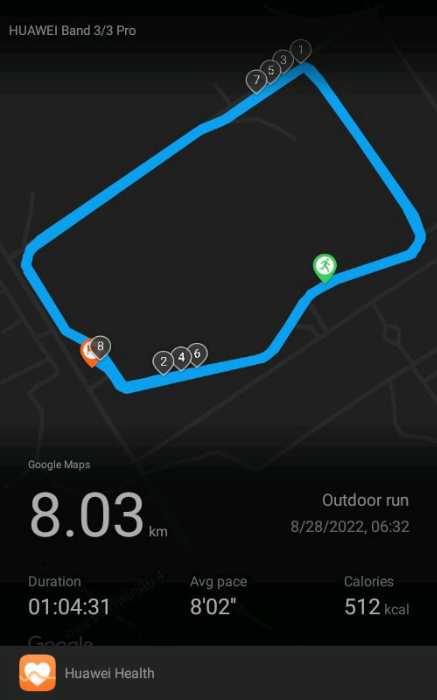 HUAWEI Band 3/3 Pro
1
3
5
7
8
6
4
2
Google Maps
8.03 km
Outdoor run
8/28/2022, 06:32
Duration
Avg pace
Calories
01:04:31
8'02"
512 kcal
Google
Huawei Health